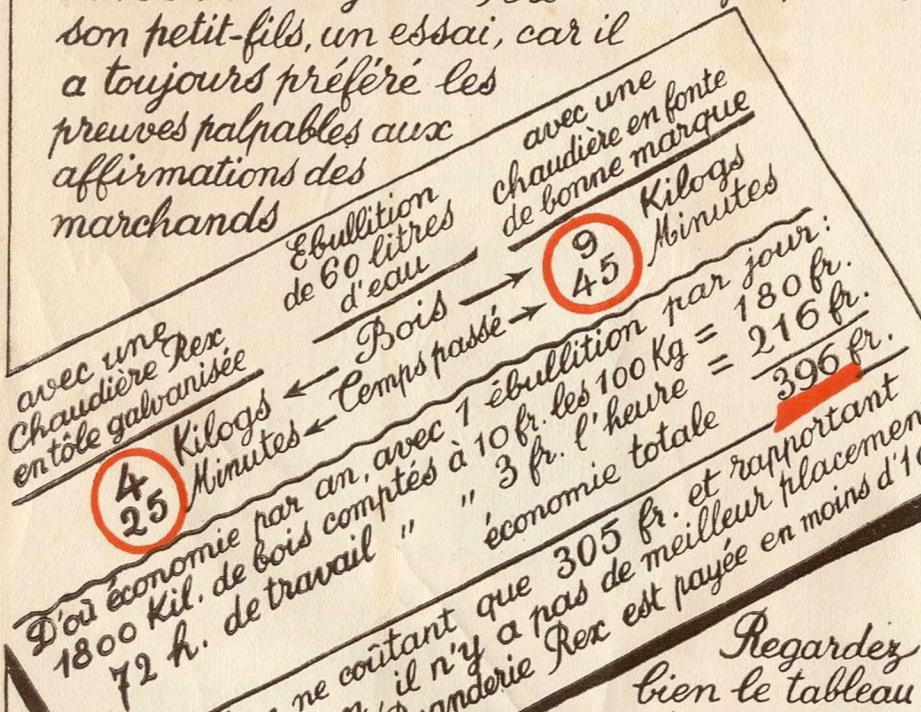 son petit-fils, un essai, car il
a toujours préféré les
preuves palpables aux
affirmations des
marchands
avec une
Chaudière Rex
en tôle galvanisée
Ebullition
de 60 litres
d'eau
avec une
chaudière en fonte
de bonne marque
4 Kilogs ← Bois → 9 Kilogs
25 Minutes ← Temps passé → 45 Minutes
D'où économie par an, avec 1 ébullition par jour:
1800 Kil. de bois comptés à 10 fr. les 100 Kg = 180 fr.
72 h. de travail " " 3 fr. l'heure = 216 fr.
économie totale 396 fr.
ne coûtant que 305 fr. et rapportant
il n'y a pas de meilleur placement
Rex est payée en moins d'1
Regardez
bien le tableau